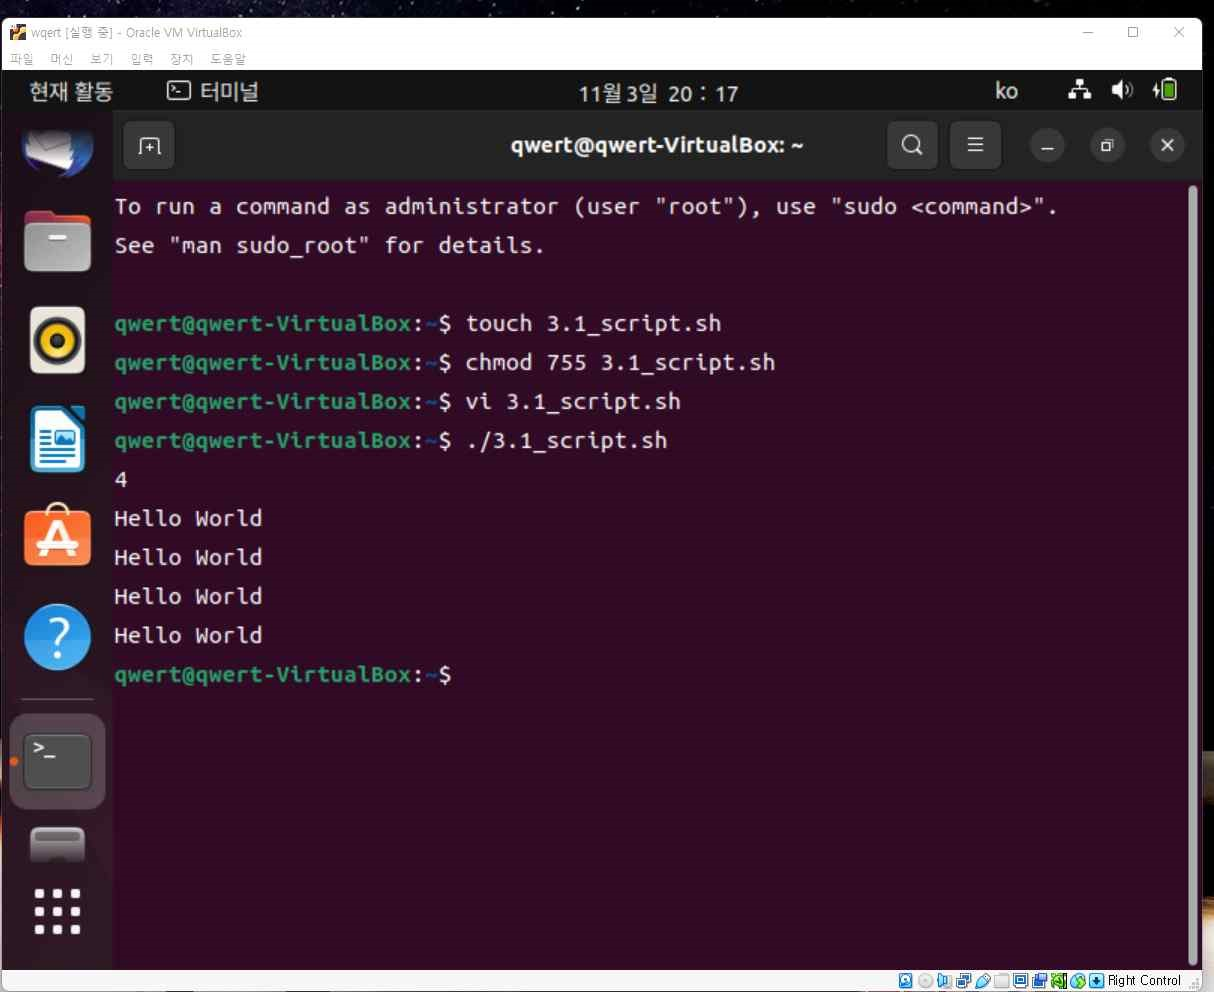 wqert [실행 중] - Oracle VM VirtualBox
파일 머신 보기 입력 장치 도움말
현재 활동 터미널 11월 3일 20 : 17 ko
qwert@qwert-VirtualBox: ~
To run a command as administrator (user "root"), use "sudo <command>".
See "man sudo_root" for details.
qwert@qwert-VirtualBox:~$ touch 3.1_script.sh
qwert@qwert-VirtualBox:~$ chmod 755 3.1_script.sh
qwert@qwert-VirtualBox:~$ vi 3.1_script.sh
qwert@qwert-VirtualBox:~$ ./3.1_script.sh
4
Hello World
Hello World
Hello World
Hello World
qwert@qwert-VirtualBox:~$
Right Control